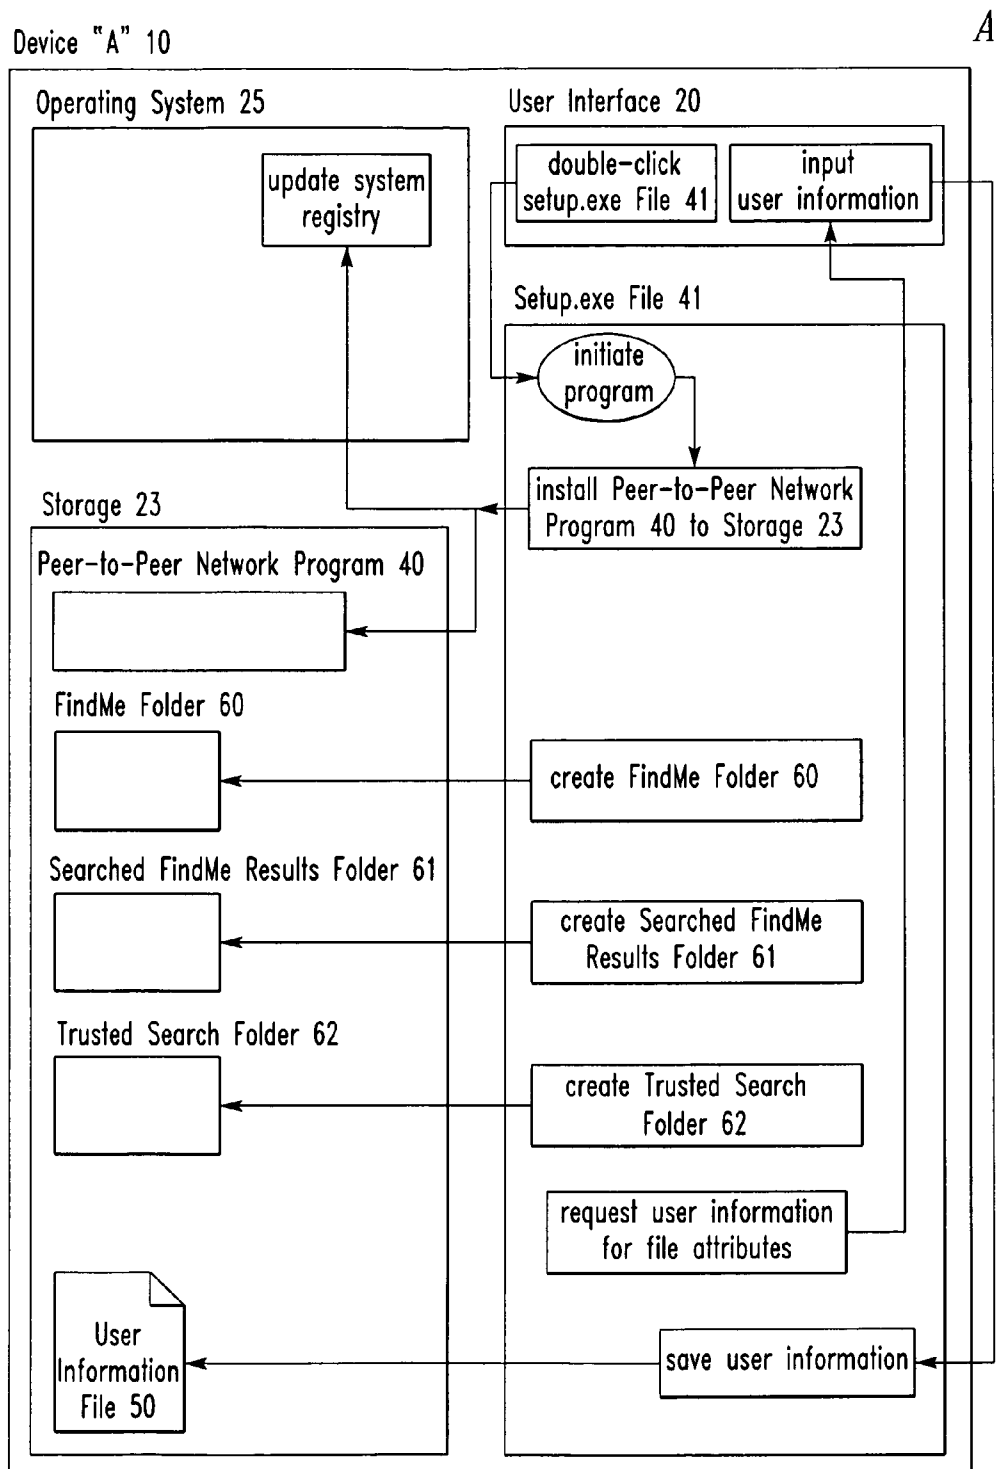 A
Device "A" 10
Operating System 25
update system
registry
User Interface 20
double-click
setup.exe File 41
input
user information
Setup.exe File 41
initiate
program
install Peer-to-Peer Network
Program 40 to Storage 23
Storage 23
Peer-to-Peer Network Program 40
FindMe Folder 60
create FindMe Folder 60
Searched FindMe Results Folder 61
create Searched FindMe
Results Folder 61
Trusted Search Folder 62
create Trusted Search
Folder 62
request user information
for file attributes
User
Information
File 50
save user information